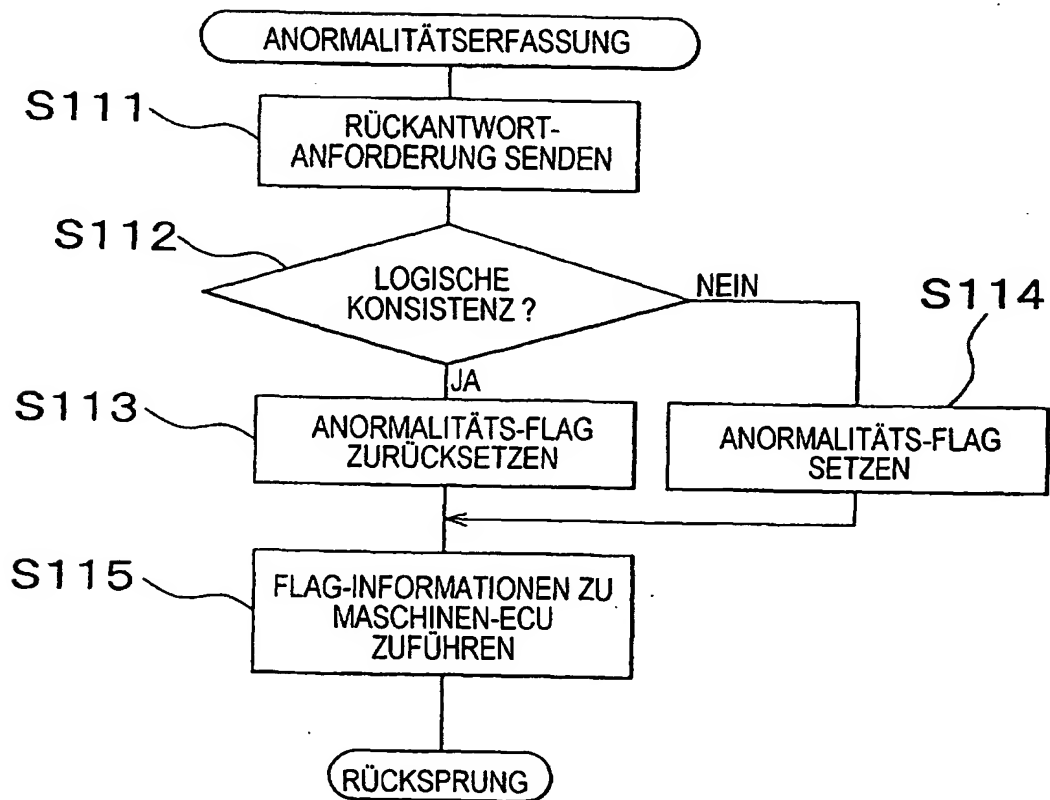 ANORMALITÄTSERFASSUNG
S111
RÜCKANTWORT-
ANFORDERUNG SENDEN
S112
LOGISCHE
KONSISTENZ ?
NEIN
S114
JA
S113
ANORMALITÄTS-FLAG
ZURÜCKSETZEN
ANORMALITÄTS-FLAG
SETZEN
S115
FLAG-INFORMATIONEN ZU
MASCHINEN-ECU
ZUFÜHREN
RÜCKSPRUNG